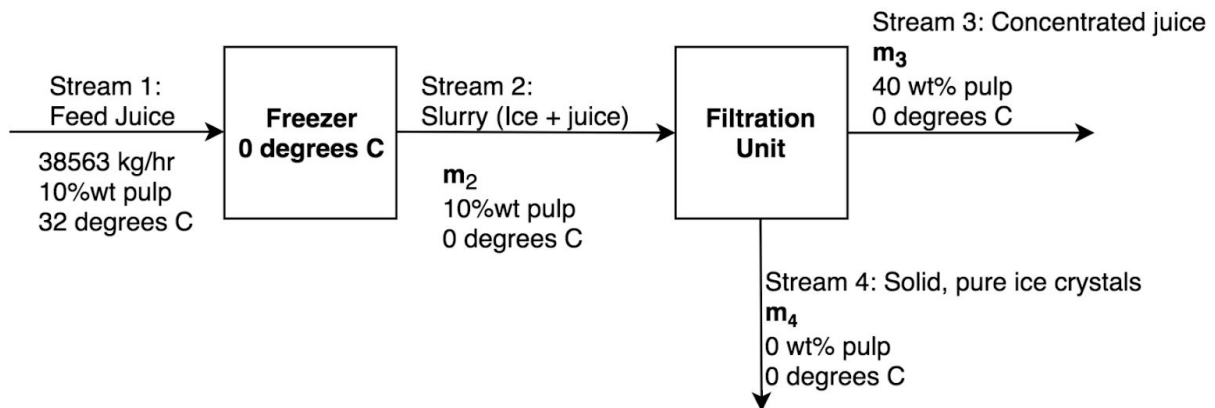 Stream 1:
Feed Juice
38563 kg/hr
10%wt pulp
32 degrees C
Freezer
0 degrees C
Stream 2:
Slurry (Ice + juice)
m₂
10%wt pulp
0 degrees C
Filtration
Unit
Stream 3: Concentrated juice
m₃
40 wt% pulp
0 degrees C
Stream 4: Solid, pure ice crystals
m₄
0 wt% pulp
0 degrees C